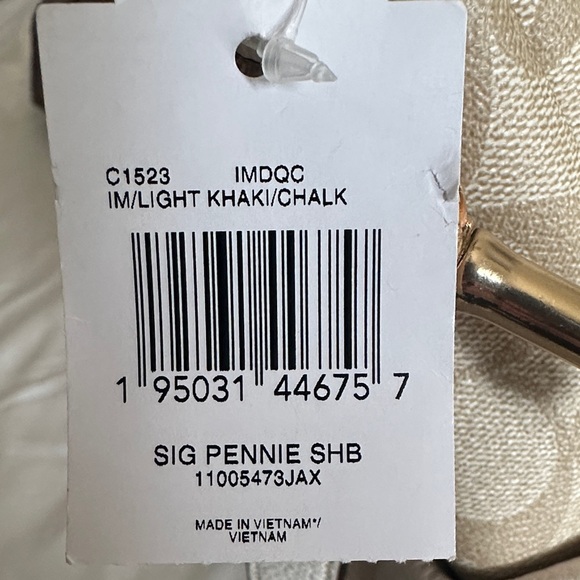 C1523 IMDQC
IM/LIGHT KHAKI/CHALK
1 95031 44675 7
SIG PENNIE SHB
11005473JAX
MADE IN VIETNAM*/
VIETNAM